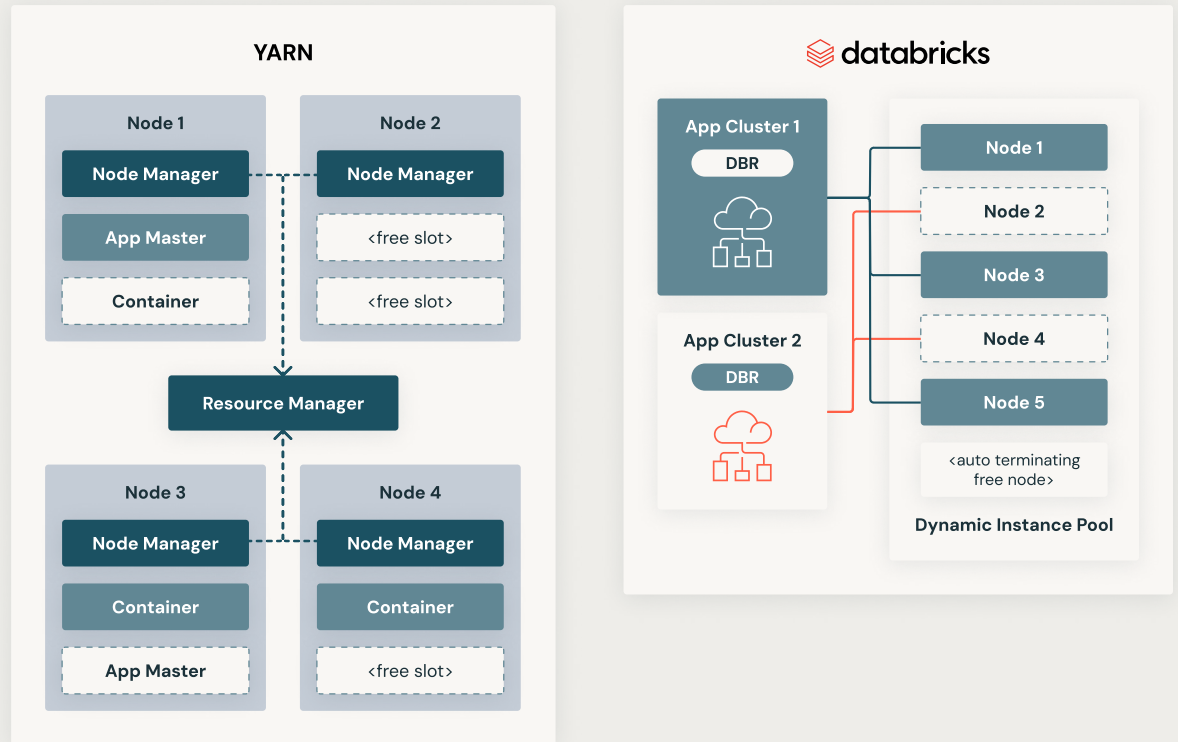 YARN
Node 1
Node Manager
App Master
Container
Node 2
Node Manager
<free slot>
<free slot>
Resource Manager
Node 3
Node Manager
Container
App Master
Node 4
Node Manager
Container
<free slot>
databricks
App Cluster 1
DBR
App Cluster 2
DBR
Node 1
Node 2
Node 3
Node 4
Node 5
<auto terminating
free node>
Dynamic Instance Pool